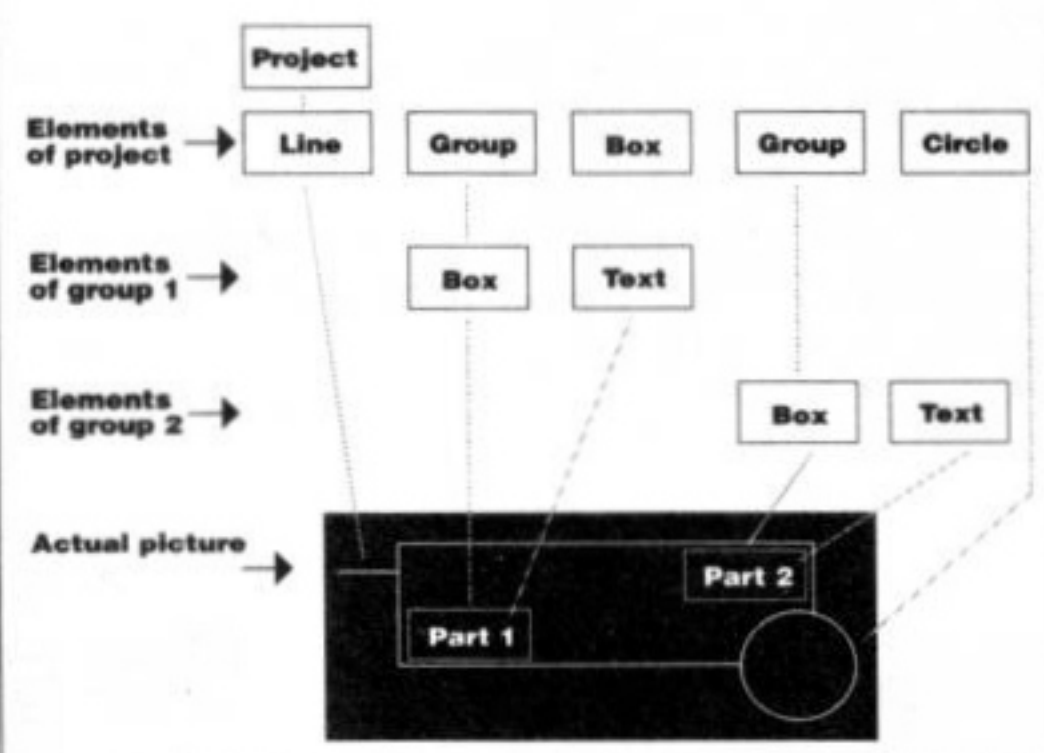 Project
Elements
of project
Line
Group
Box
Group
Circle
Elements
of group 1
Box
Text
Elements
of group 2
Box
Text
Actual picture
Part 1
Part 2